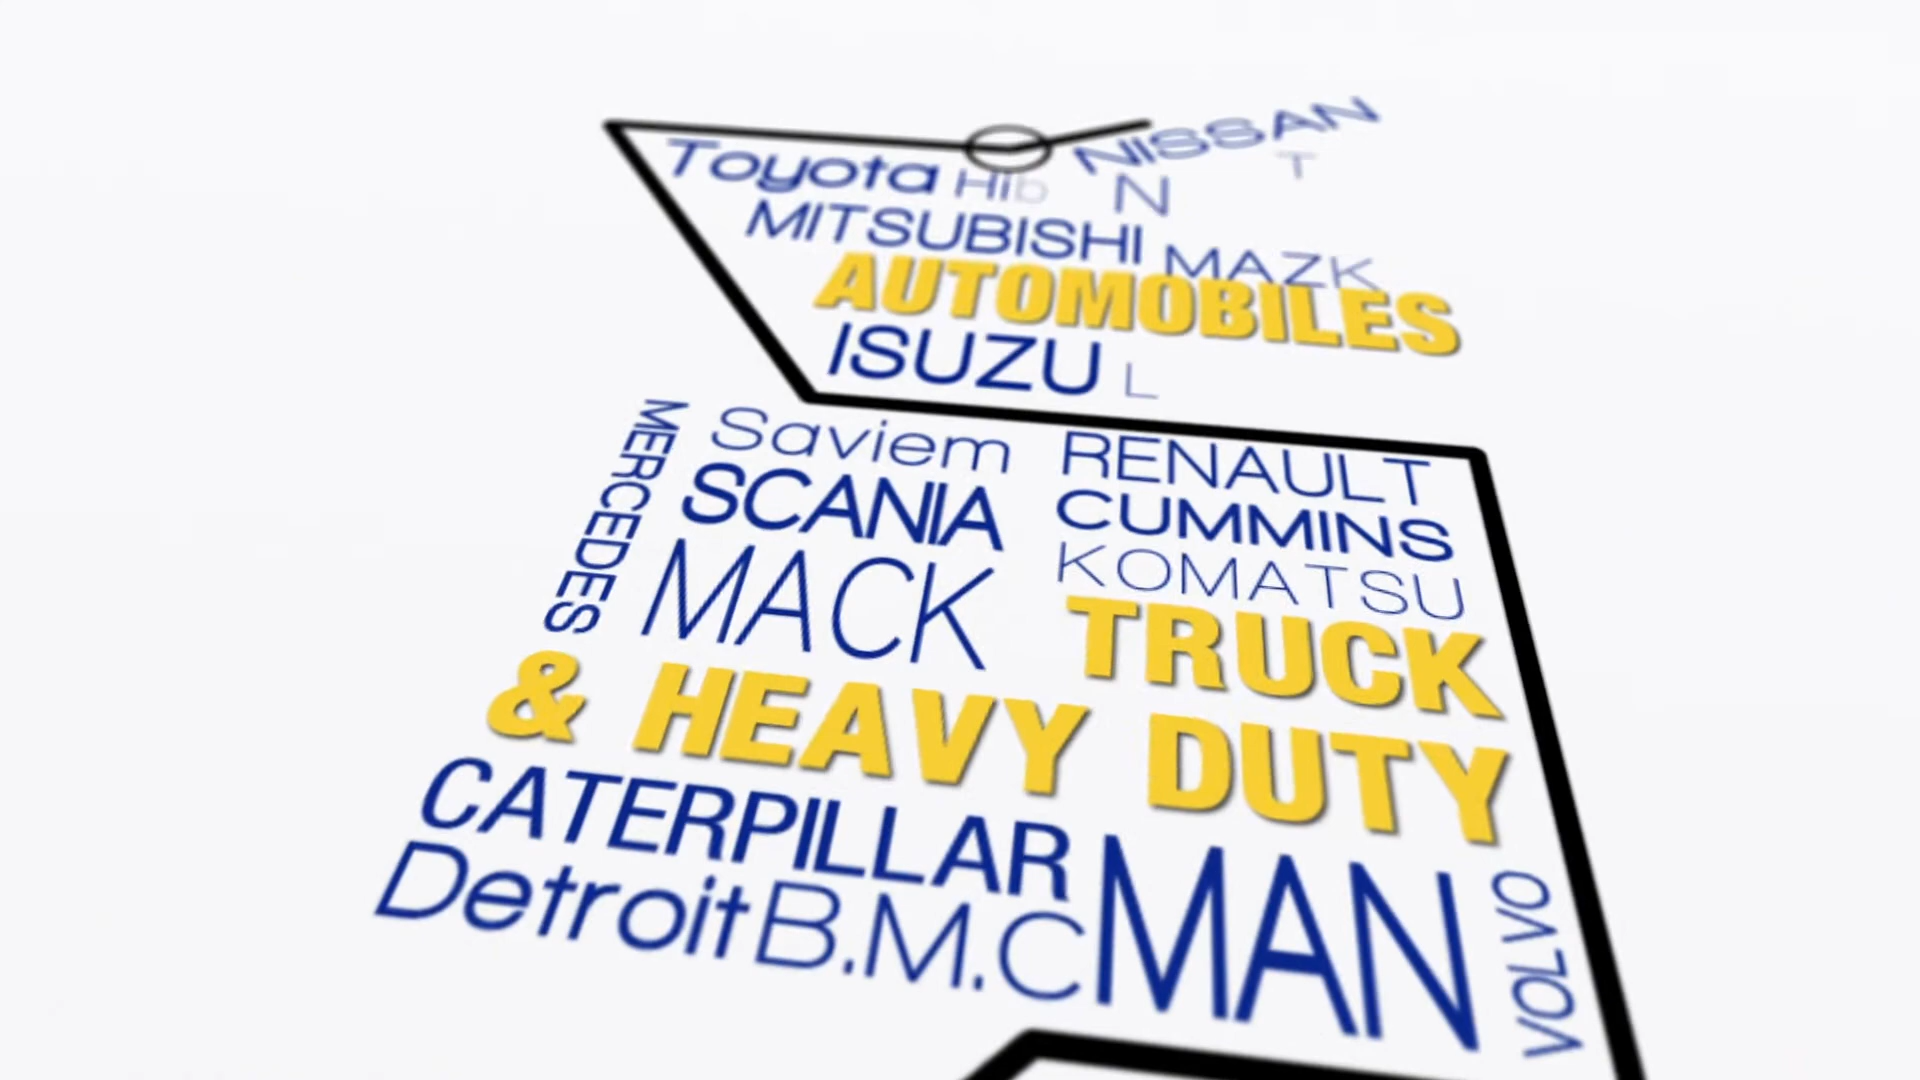 NISSAN
T
Toyota Hib N
MITSUBISHI MAZK
AUTOMOBILES
ISUZU L
MERCEDES
Saviem
SCANIA
MACK
RENAULT
CUMMINS
KOMATSU
TRUCK
& HEAVY DUTY
CATERPILLAR
Detroit B.M.C MAN
VOLVO